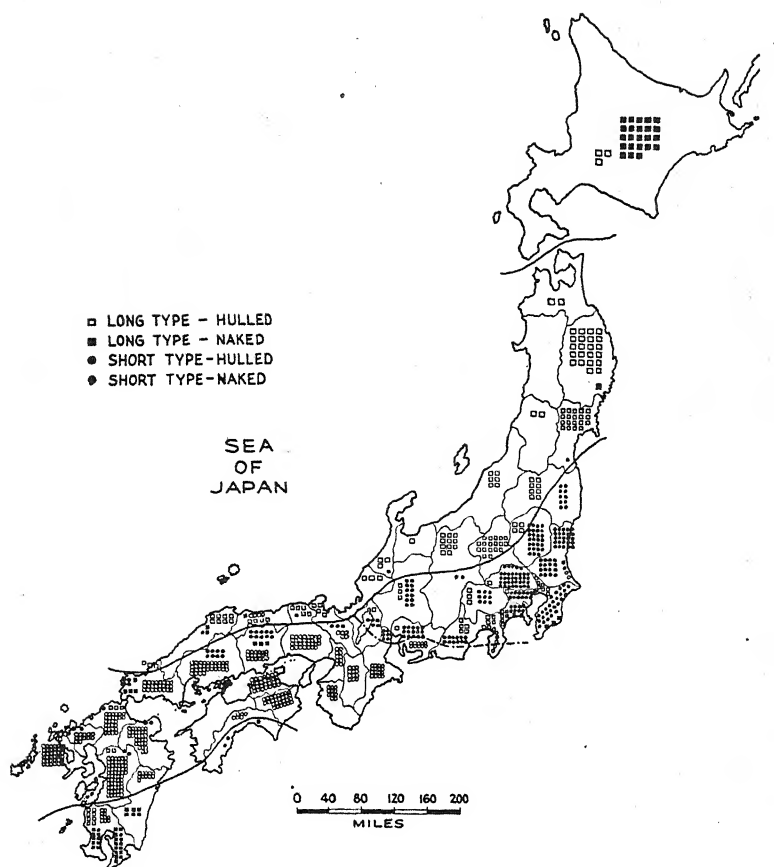 LONG TYPE - HULLED
LONG TYPE - NAKED
SHORT TYPE-HULLED
SHORT TYPE-NAKED
SEA
OF
JAPAN
0 40 80 120 160 200
MILES